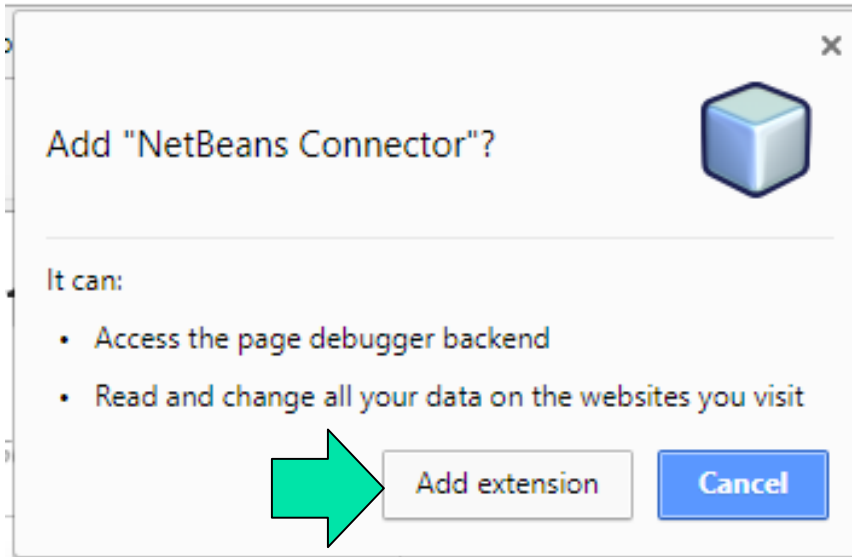 Add "NetBeans Connector"?
It can:
• Access the page debugger backend
• Read and change all your data on the websites you visit
Add extension
Cancel